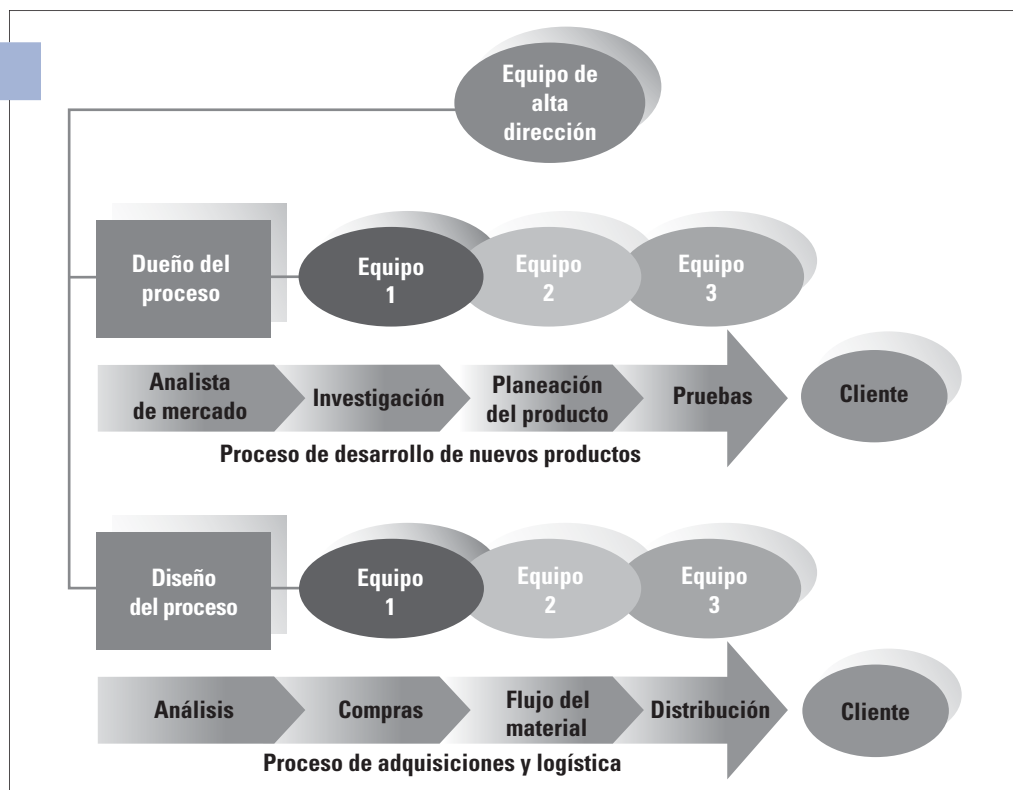 Equipo de
alta
dirección
Dueño del
proceso
Equipo
1
Equipo
2
Equipo
3
Analista
de mercado
Investigación
Planeación
del producto
Pruebas
Cliente
Proceso de desarrollo de nuevos productos
Diseño
del proceso
Equipo
1
Equipo
2
Equipo
3
Análisis
Compras
Flujo del
material
Distribución
Cliente
Proceso de adquisiciones y logística